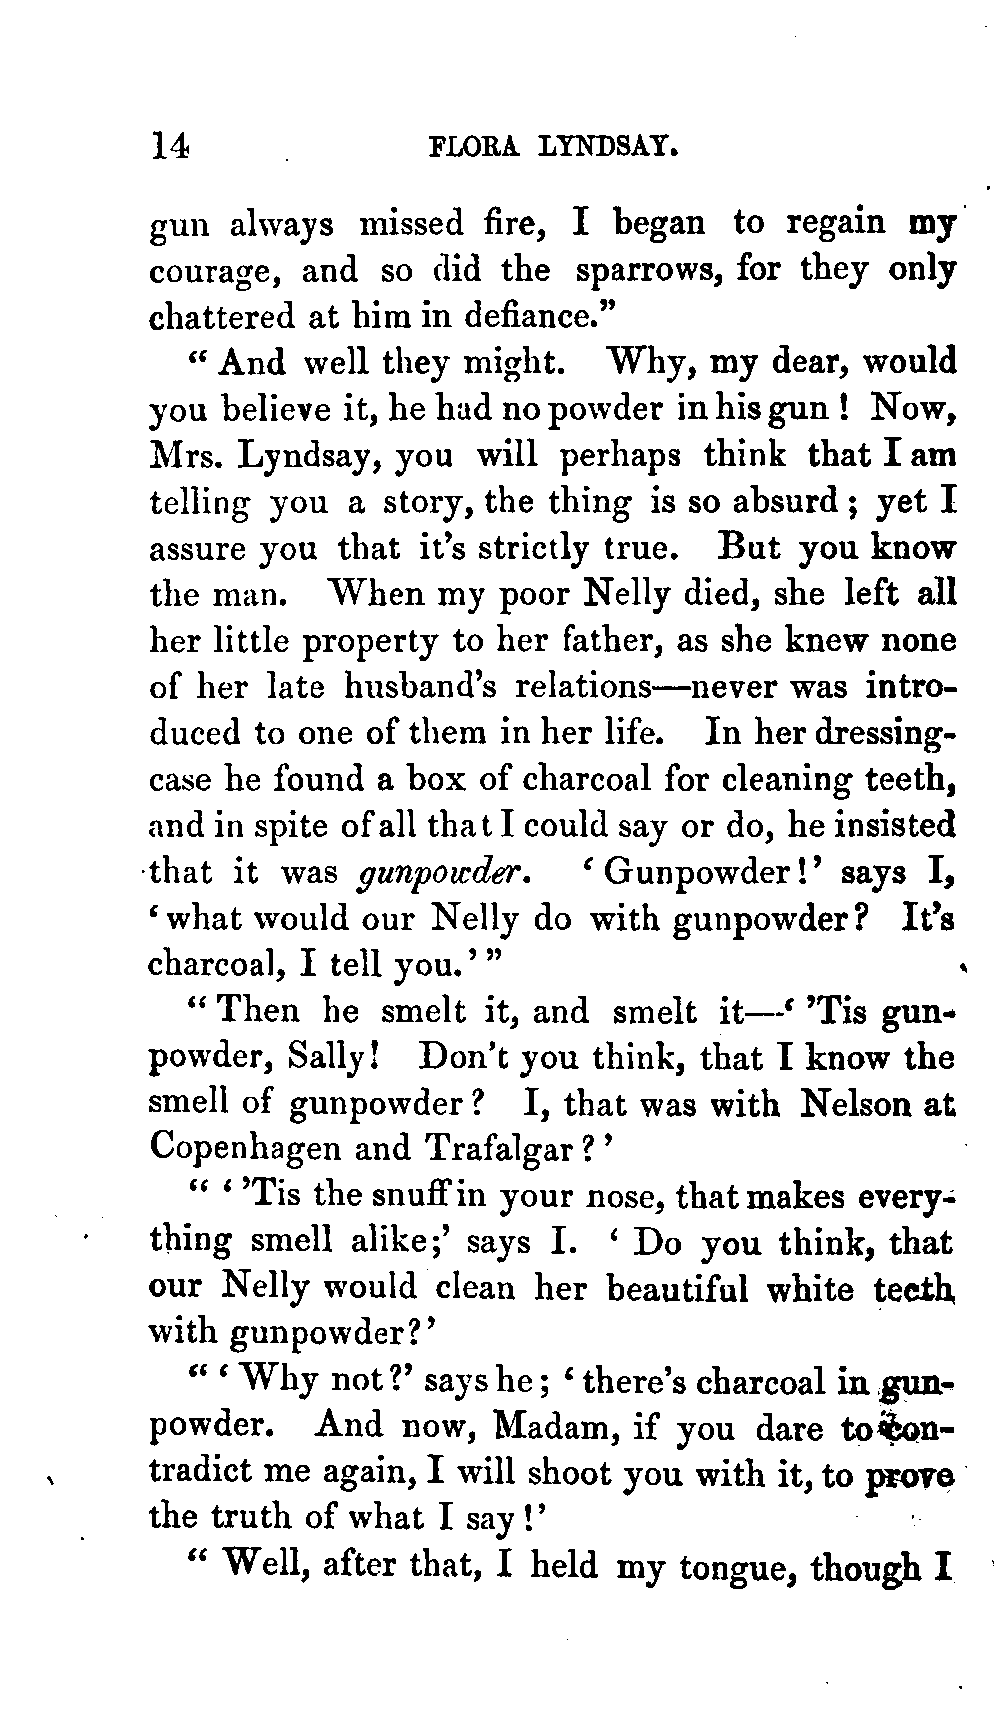 14 FLORA LYNDSAY.
gun always missed fire, I began to regain my
courage, and so did the sparrows, for they only
chattered at him in defiance.”
“ And well they might. Why, my dear, would
you believe it, he had no powder in his gun ! Now,
Mrs. Lyndsay, you will perhaps think that I am
telling you a story, the thing is so absurd ; yet I
assure you that it’s strictly true. But you know
the man. When my poor Nelly died, she left all
her little property to her father, as she knew none
of her late husband’s relations—never was intro-
duced to one of them in her life. In her dressing-
case he found a box of charcoal for cleaning teeth,
and in spite of all that I could say or do, he insisted
that it was gunpowder. ‘ Gunpowder !’ says I,
‘ what would our Nelly do with gunpowder ? It’s
charcoal, I tell you.’ ”
“ Then he smelt it, and smelt it—‘ ’Tis gun-
powder, Sally ! Don’t you think, that I know the
smell of gunpowder ? I, that was with Nelson at
Copenhagen and Trafalgar ? ’
“ ‘ ’Tis the snuff in your nose, that makes every-
thing smell alike;’ says I. ‘ Do you think, that
our Nelly would clean her beautiful white teeth
with gunpowder?’
“ ‘ Why not ?’ says he ; ‘ there’s charcoal in gun-
powder. And now, Madam, if you dare to con-
tradict me again, I will shoot you with it, to prove
the truth of what I say !’
“ Well, after that, I held my tongue, though I